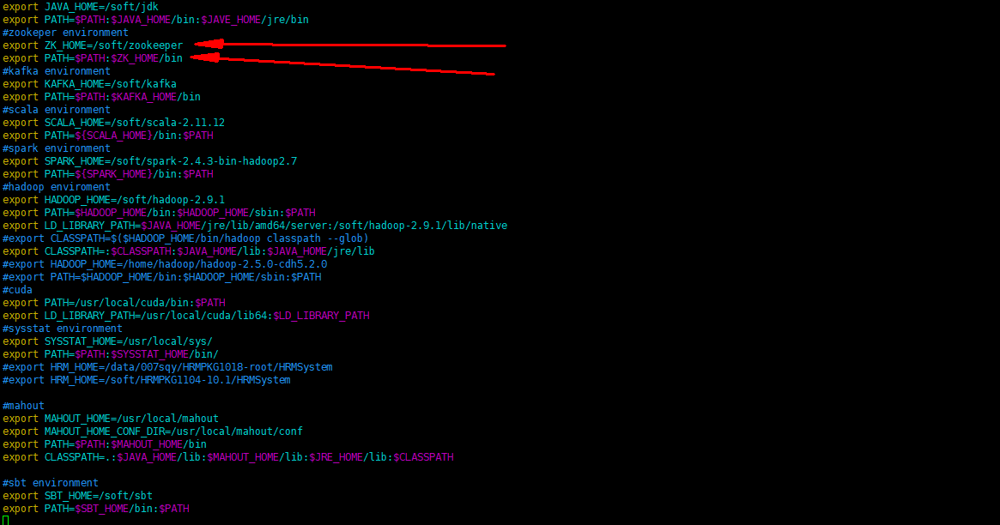 export JAVA_HOME=/soft/jdk
export PATH=$PATH:$JAVA_HOME/bin:$JAVE_HOME/jre/bin
#zookeper environment
export ZK_HOME=/soft/zookeeper
export PATH=$PATH:$ZK_HOME/bin
#kafka environment
export KAFKA_HOME=/soft/kafka
export PATH=$PATH:$KAFKA_HOME/bin
#scala environment
export SCALA_HOME=/soft/scala-2.11.12
export PATH=${SCALA_HOME}/bin:$PATH
#spark environment
export SPARK_HOME=/soft/spark-2.4.3-bin-hadoop2.7
export PATH=${SPARK_HOME}/bin:$PATH
#hadoop enviroment
export HADOOP_HOME=/soft/hadoop-2.9.1
export PATH=$HADOOP_HOME/bin:$HADOOP_HOME/sbin:$PATH
export LD_LIBRARY_PATH=$JAVA_HOME/jre/lib/amd64/server:/soft/hadoop-2.9.1/lib/native
#export CLASSPATH=$($HADOOP_HOME/bin/hadoop classpath --glob)
export CLASSPATH=:$CLASSPATH:$JAVA_HOME/lib:$JAVA_HOME/jre/lib
#export HADOOP_HOME=/home/hadoop/hadoop-2.5.0-cdh5.2.0
#export PATH=$HADOOP_HOME/bin:$HADOOP_HOME/sbin:$PATH
#cuda
export PATH=/usr/local/cuda/bin:$PATH
export LD_LIBRARY_PATH=/usr/local/cuda/lib64:$LD_LIBRARY_PATH
#sysstat environment
export SYSSTAT_HOME=/usr/local/sys/
export PATH=$PATH:$SYSSTAT_HOME/bin/
#export HRM_HOME=/data/007sqy/HRMPKG1018-root/HRMSystem
#export HRM_HOME=/soft/HRMPKG1104-10.1/HRMSystem
#mahout
export MAHOUT_HOME=/usr/local/mahout
export MAHOUT_HOME_CONF_DIR=/usr/local/mahout/conf
export PATH=$PATH:$MAHOUT_HOME/bin
export CLASSPATH=.:$JAVA_HOME/lib:$MAHOUT_HOME/lib:$JRE_HOME/lib:$CLASSPATH
#sbt environment
export SBT_HOME=/soft/sbt
export PATH=$SBT_HOME/bin:$PATH